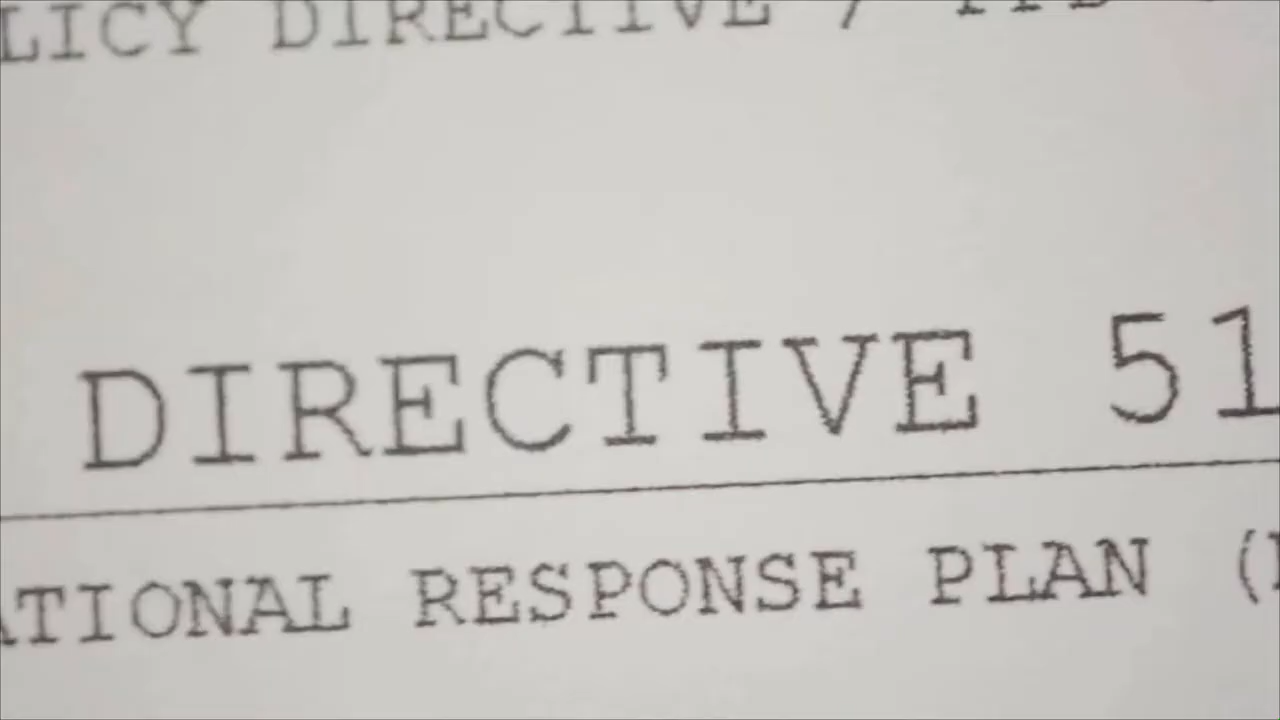 LICY DIRECTIVE /
DIRECTIVE 51
ATIONAL RESPONSE PLAN (